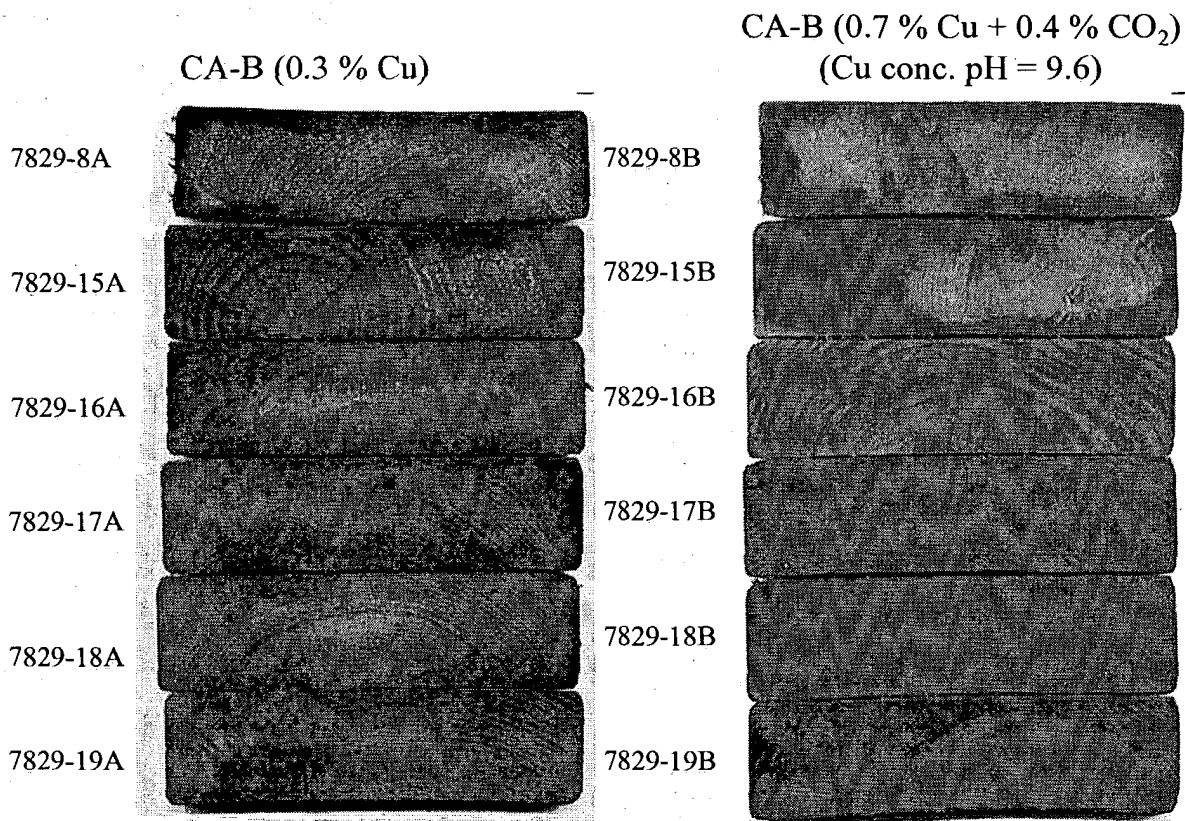 CA-B (0.3 % Cu)
7829-8A
7829-15A
7829-16A
7829-17A
7829-18A
7829-19A
CA-B (0.7 % Cu + 0.4 % CO₂)
(Cu conc. pH = 9.6)
7829-8B
7829-15B
7829-16B
7829-17B
7829-18B
7829-19B